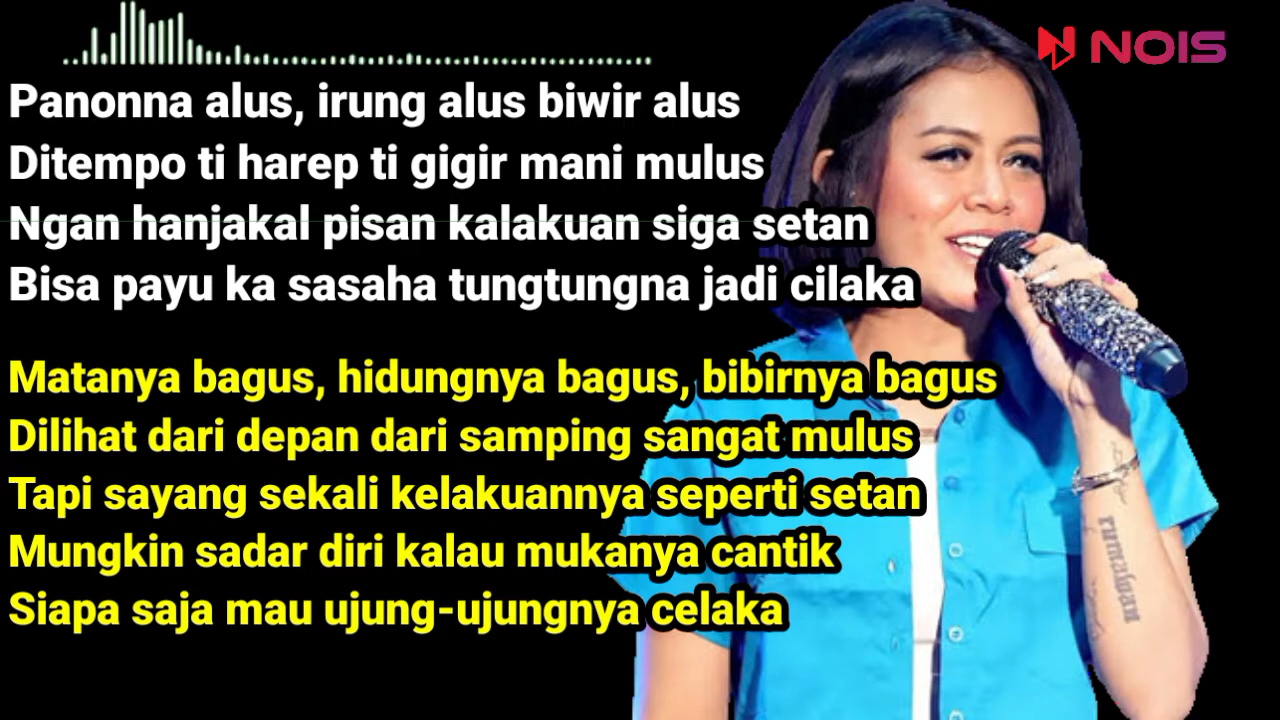 NOIS
Panonna alus, irung alus biwir alus
Ditempo ti harep ti gigir mani mulus
Ngan hanjakal pisan kalakuan siga setan
Bisa payu ka sasaha tungtungna jadi cilaka
Matanya bagus, hidungnya bagus, bibirnya bagus
Dilihat dari depan dari samping sangat mulus
Tapi sayang sekali kelakuannya seperti setan
Mungkin sadar diri kalau mukanya cantik
Siapa saja mau ujung-ujungnya celaka